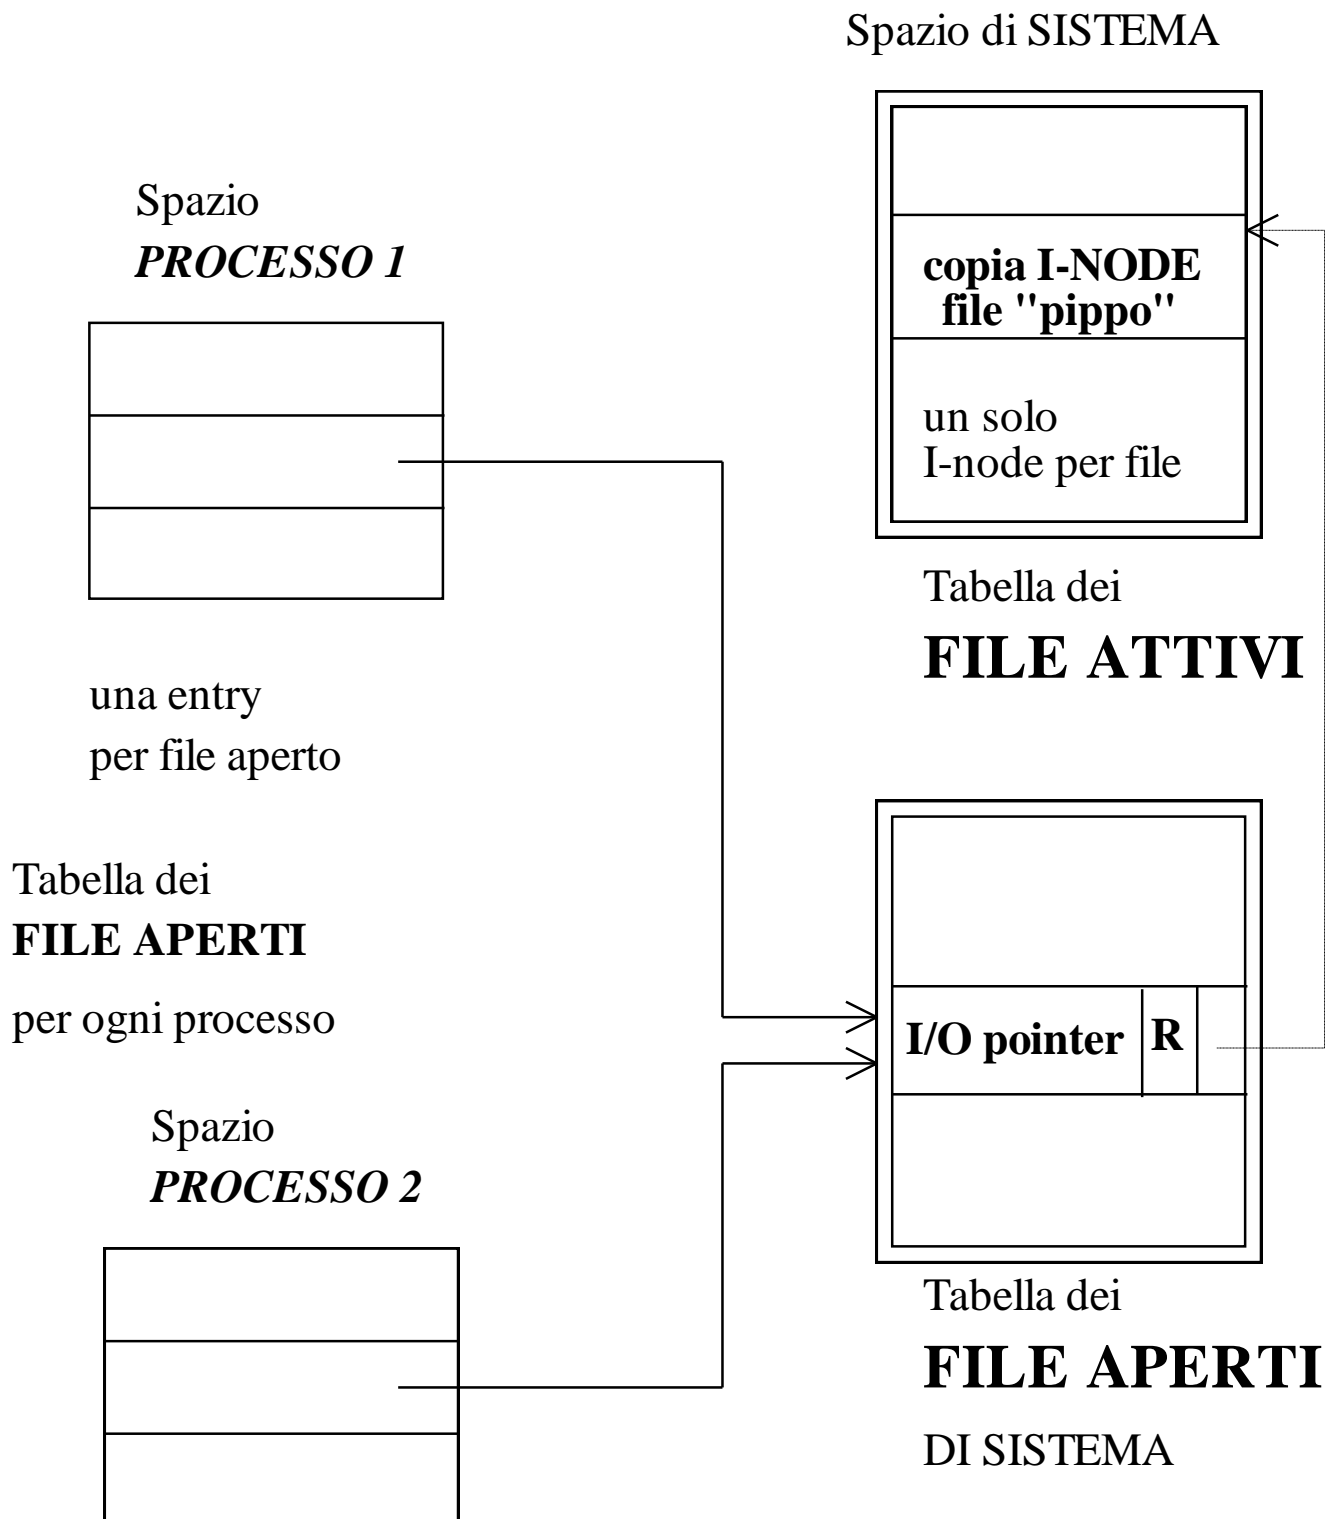 Spazio di SISTEMA
Spazio
PROCESSO 1
copia I-NODE
file "pippo"
un solo
I-node per file
Tabella dei
FILE ATTIVI
una entry
per file aperto
Tabella dei
FILE APERTI
per ogni processo
I/O pointer R
Spazio
PROCESSO 2
Tabella dei
FILE APERTI
DI SISTEMA